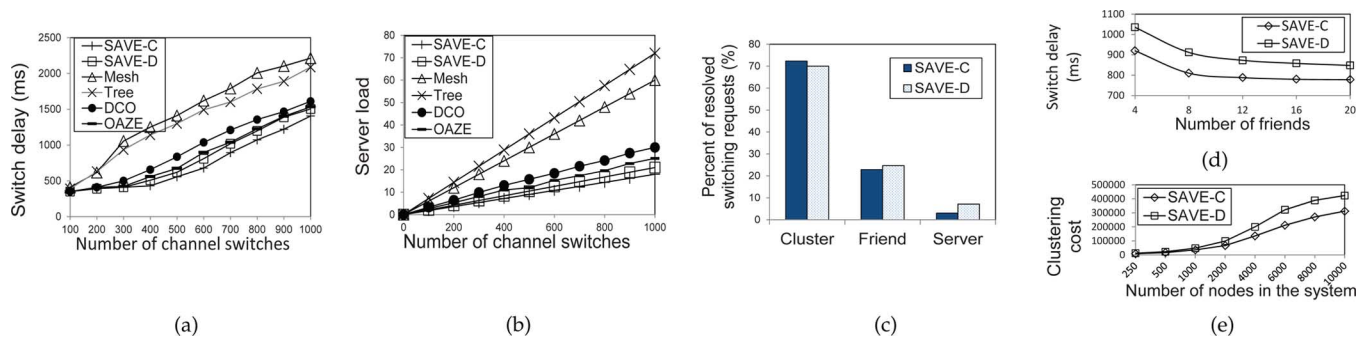 2500
2000
1500
1000
500
0
Switch delay (ms)
SAVE-C
SAVE-D
Mesh
Tree
DCO
OAZE
100 200 300 400 500 600 700 800 900 1000
Number of channel switches
(a)
80
70
60
50
40
30
20
10
0
Server load
SAVE-C
SAVE-D
Mesh
Tree
DCO
OAZE
0 200 400 600 800 1000
Number of channel switches
(b)
80
70
60
50
40
30
20
10
0
Percent of resolved
switching requests (%)
SAVE-C
SAVE-D
Cluster Friend Server
(c)
1100
1000
900
800
700
Switch delay
(ms)
SAVE-C
SAVE-D
4 8 12 16 20
Number of friends
(d)
500000
400000
300000
200000
100000
0
Clustering
cost
SAVE-C
SAVE-D
250 500 1000 2000 4000 6000 8000 10000
Number of nodes in the system
(e)